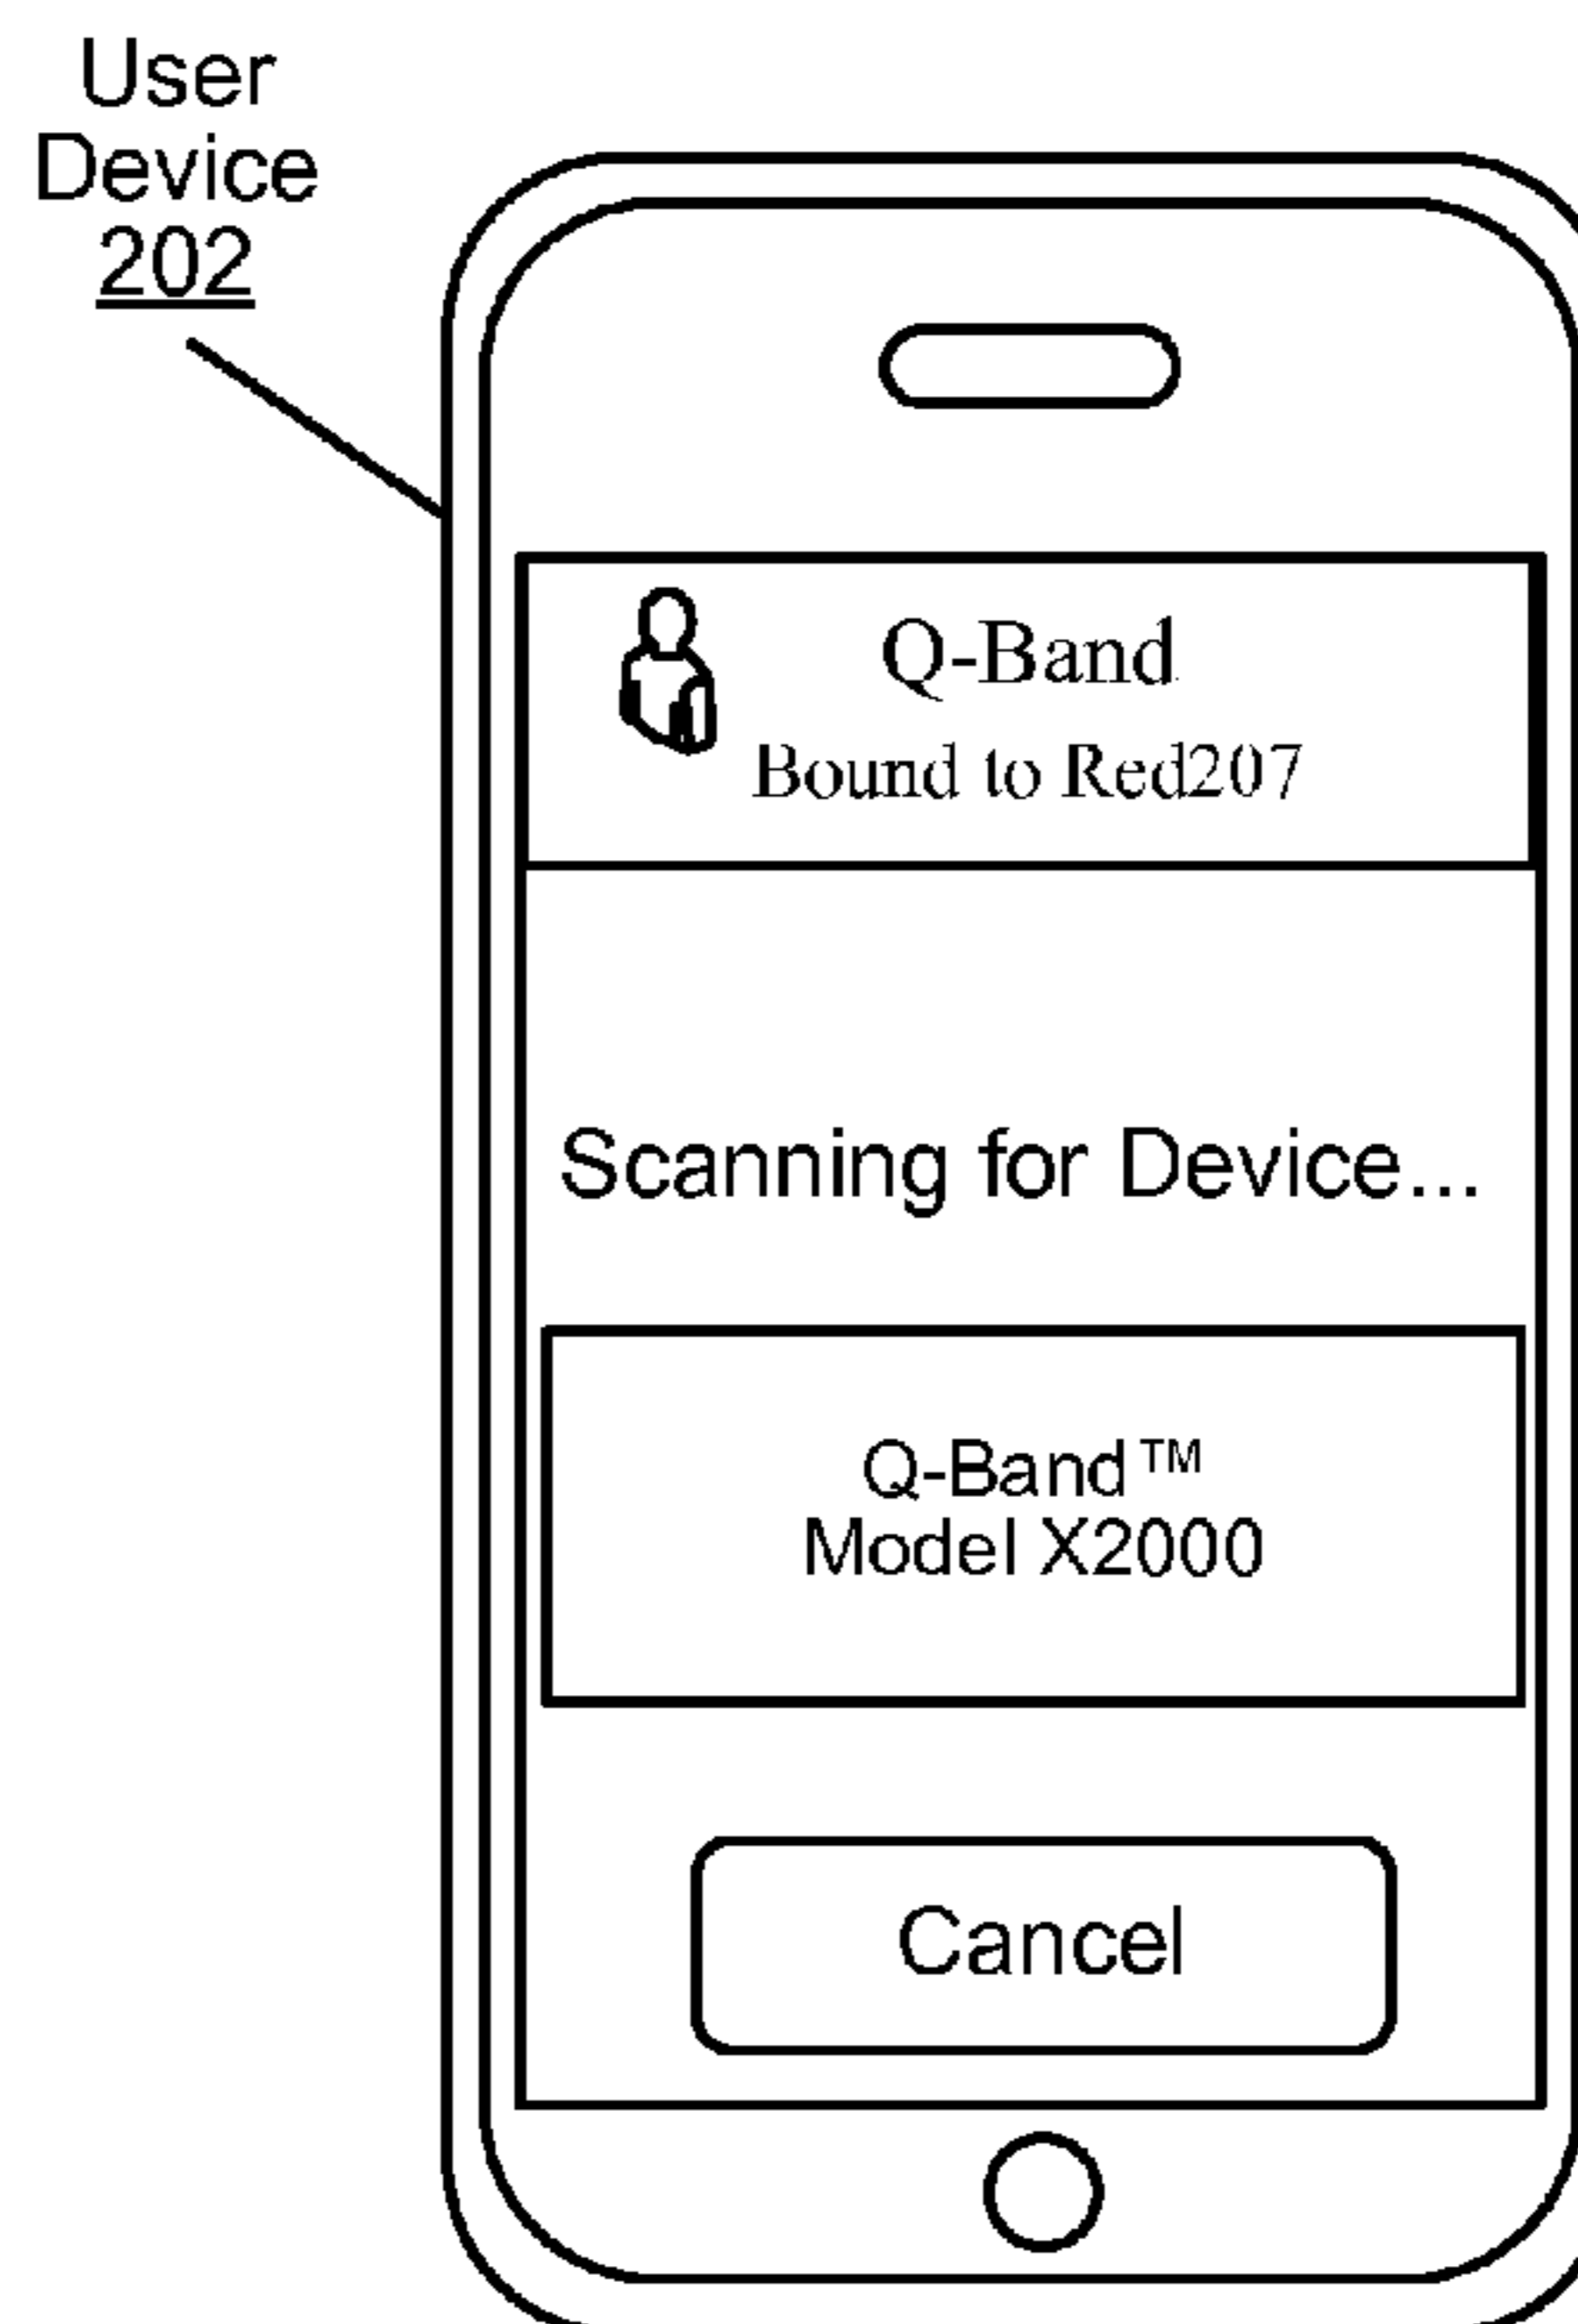 User
Device
202
Q-Band
Bound to Red207
Scanning for Device...
Q-Band™
Model X2000
Cancel